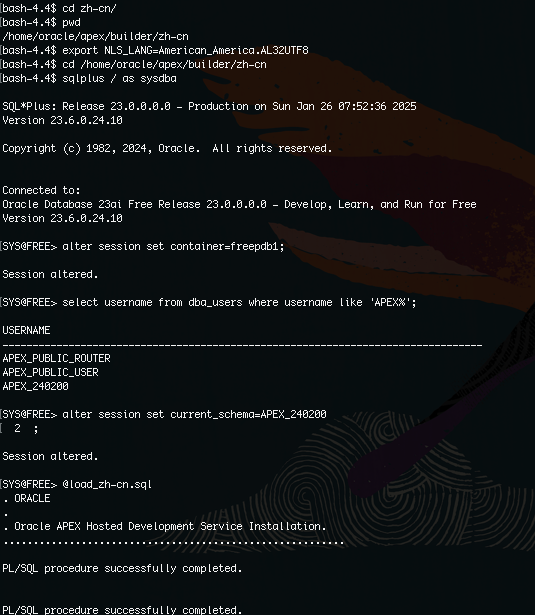 bash-4.4$ cd zh-cn/
bash-4.4$ pwd
/home/oracle/apex/builder/zh-cn
bash-4.4$ export NLS_LANG=American_America.AL32UTF8
bash-4.4$ cd /home/oracle/apex/builder/zh-cn
bash-4.4$ sqlplus / as sysdba
SQL*Plus: Release 23.0.0.0.0 – Production on Sun Jan 26 07:52:36 2025
Version 23.6.0.24.10
Copyright (c) 1982, 2024, Oracle.  All rights reserved.
Connected to:
Oracle Database 23ai Free Release 23.0.0.0.0 – Develop, Learn, and Run for Free
Version 23.6.0.24.10
SYS@FREE> alter session set container=freepdb1;
Session altered.
SYS@FREE> select username from dba_users where username like 'APEX%';
USERNAME
--------------------------------------------------------------------------------
APEX_PUBLIC_ROUTER
APEX_PUBLIC_USER
APEX_240200
SYS@FREE> alter session set current_schema=APEX_240200
  2  ;
Session altered.
SYS@FREE> @load_zh-cn.sql
. ORACLE
.
. Oracle APEX Hosted Development Service Installation.
.........................................................
PL/SQL procedure successfully completed.
PL/SQL procedure successfully completed.